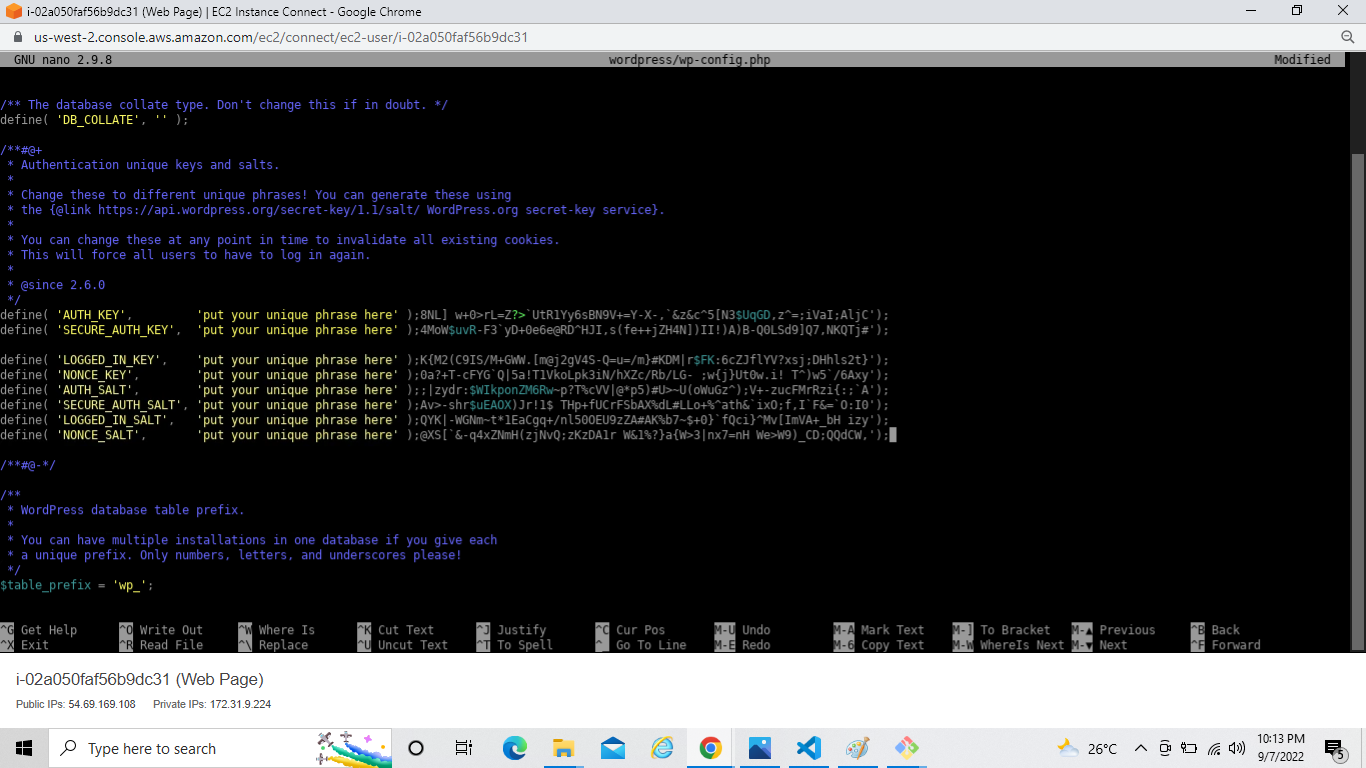 i-02a050faf56b9dc31 (Web Page) | EC2 Instance Connect - Google Chrome
us-west-2.console.aws.amazon.com/ec2/connect/ec2-user/i-02a050faf56b9dc31
GNU nano 2.9.8 wordpress/wp-config.php Modified
/** The database collate type. Don't change this if in doubt. */
define( 'DB_COLLATE', '' );
/**#@+
* Authentication unique keys and salts.
*
* Change these to different unique phrases! You can generate these using
* the {@link https://api.wordpress.org/secret-key/1.1/salt/ WordPress.org secret-key service}.
*
* You can change these at any point in time to invalidate all existing cookies.
* This will force all users to have to log in again.
*
* @since 2.6.0
*/
define( 'AUTH_KEY', 'put your unique phrase here' );8NL] w+0>rL=Z?>`UtR1Yy6sBN9V+=Y-X-,`&z&c^5[N3$UqGD,z^=;iVaI;AljC');
define( 'SECURE_AUTH_KEY', 'put your unique phrase here' );4MoW$uvR-F3`yD+0e6e@RD^HJI,s(fe++jZH4N])II!)A)B-Q0LSd9]Q7,NKQTj#');
define( 'LOGGED_IN_KEY', 'put your unique phrase here' );K{M2(C9IS/M+GWW.[m@j2gV4S-Q=u=/m}#KDM|r$FK:6cZJflYV?xsj;DHhls2t}');
define( 'NONCE_KEY', 'put your unique phrase here' );0a?+T-cFYG`Q|5a!T1VkoLpk3iN/hXZc/Rb/LG- ;w{j}Ut0w.i! T^)w5`/6Axy');
define( 'AUTH_SALT', 'put your unique phrase here' );;|zydr:$WIkponZM6Rw~p?T%cVV|@*p5)#U>~U(oWuGz^);V+-zucFMrRzi{:;`A');
define( 'SECURE_AUTH_SALT', 'put your unique phrase here' );Av>-shr$uEAOX)Jr!1$ THp+fUCrFSbAX%dL#LLo+%^ath&`ixO;f,I`F&=`O:I0');
define( 'LOGGED_IN_SALT', 'put your unique phrase here' );QYK|-WGNm~t*1EaCgq+/nl50OEU9zZA#AK%b7~$+0}`fQci}^Mv[ImVA+_bH izy');
define( 'NONCE_SALT', 'put your unique phrase here' );@XS[`&-q4xZNmH(zjNvQ;zKzDA1r W&1%?}a{W>3|nx7=nH We>W9)_CD;QQdCW,');
/**#@-*/
/**
* WordPress database table prefix.
*
* You can have multiple installations in one database if you give each
* a unique prefix. Only numbers, letters, and underscores please!
*/
$table_prefix = 'wp_';
^G Get Help ^O Write Out ^W Where Is ^K Cut Text ^J Justify ^C Cur Pos M-U Undo M-A Mark Text M-] To Bracket M-▲ Previous ^B Back
^X Exit ^R Read File ^\ Replace ^U Uncut Text ^T To Spell ^_ Go To Line M-E Redo M-6 Copy Text M-W WhereIs Next M-▼ Next ^F Forward
i-02a050faf56b9dc31 (Web Page)
Public IPs: 54.69.169.108 Private IPs: 172.31.9.224
Type here to search
26°C
10:13 PM
9/7/2022
5